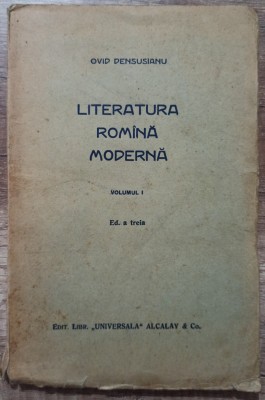 OVID DENSUSIANU
LITERATURA
ROMÎNĂ
MODERNĂ
VOLUMUL I
Ed. a treia
EDIT. LIBR. „UNIVERSALA" ALCALAY & Co.